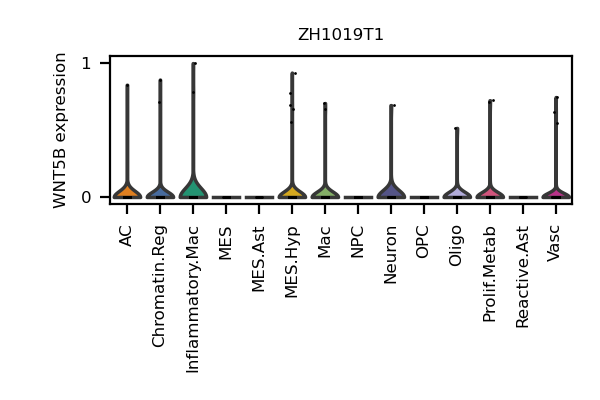 ZH1019T1
WNT5B expression
1
0
AC
Chromatin.Reg
Inflammatory.Mac
MES
MES.Ast
MES.Hyp
Mac
NPC
Neuron
OPC
Oligo
Prolif.Metab
Reactive.Ast
Vasc